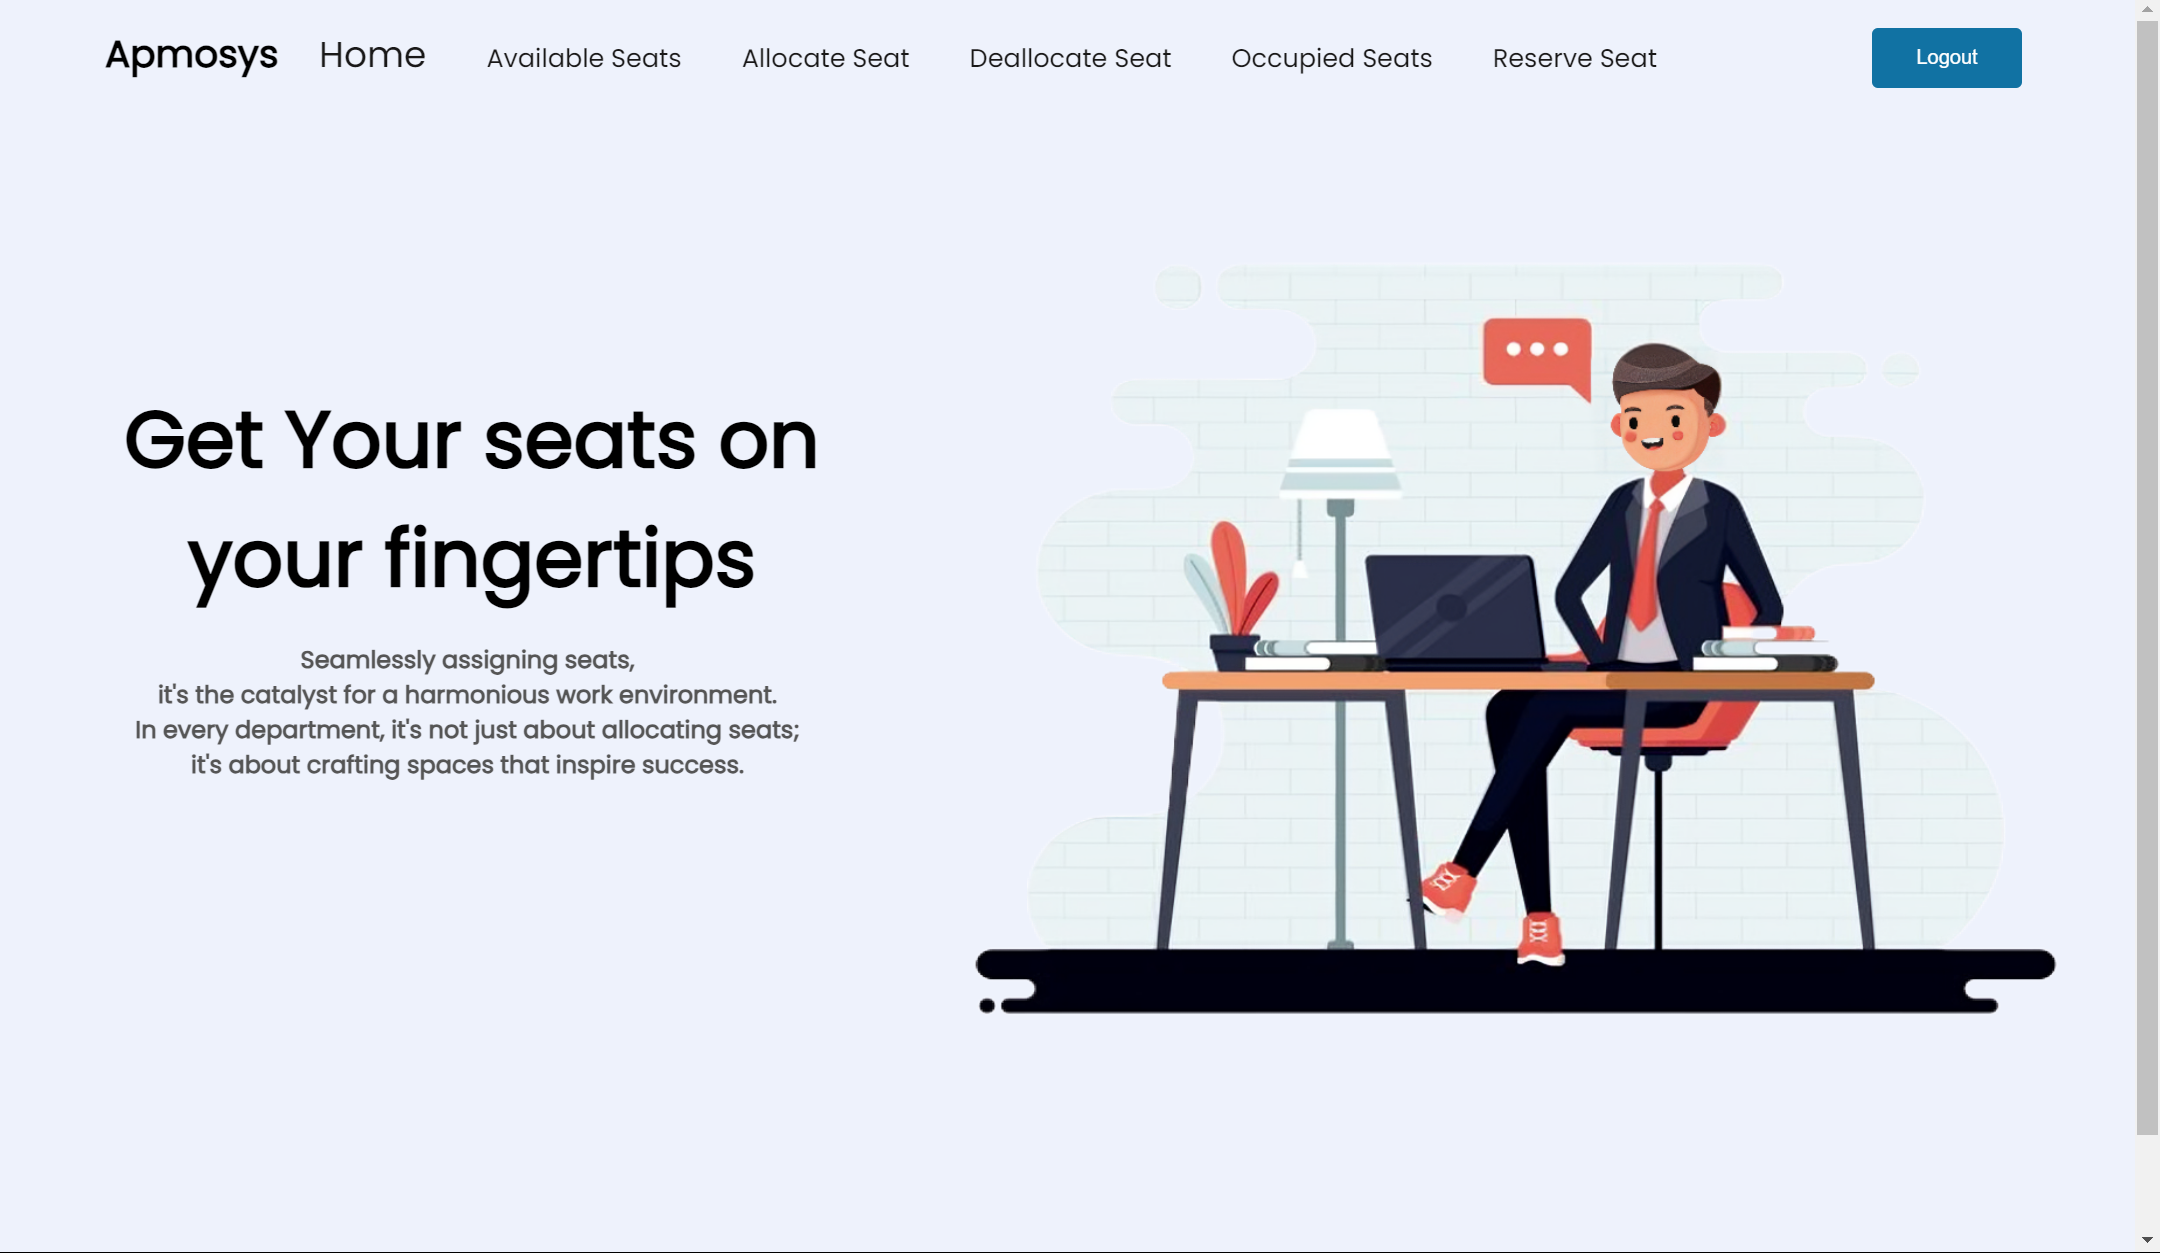 Apmosys Home Available Seats Allocate Seat Deallocate Seat Occupied Seats Reserve Seat Logout
Get Your seats on
your fingertips
Seamlessly assigning seats,
it's the catalyst for a harmonious work environment.
In every department, it's not just about allocating seats;
it's about crafting spaces that inspire success.